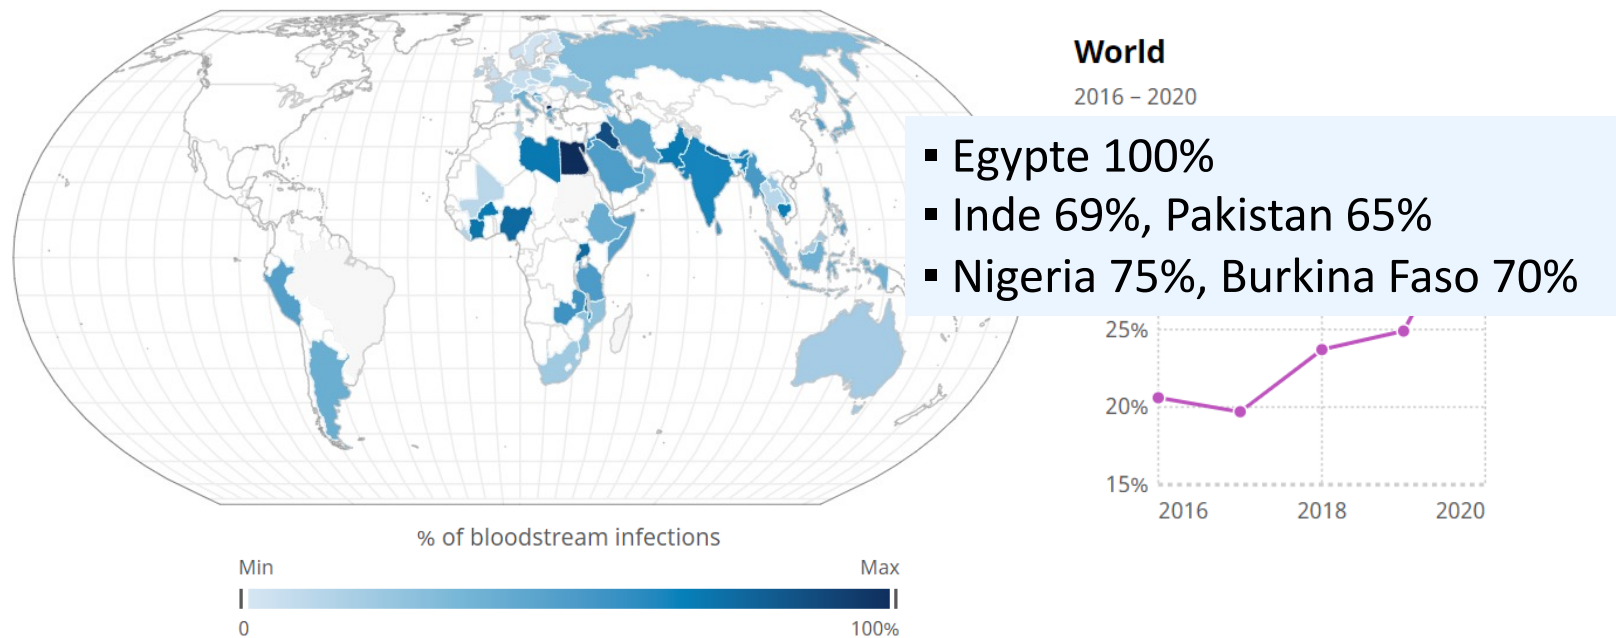 World
2016 – 2020
▪ Egypte 100%
▪ Inde 69%, Pakistan 65%
▪ Nigeria 75%, Burkina Faso 70%
25%
20%
15%
2016 2018 2020
% of bloodstream infections
Min Max
0 100%